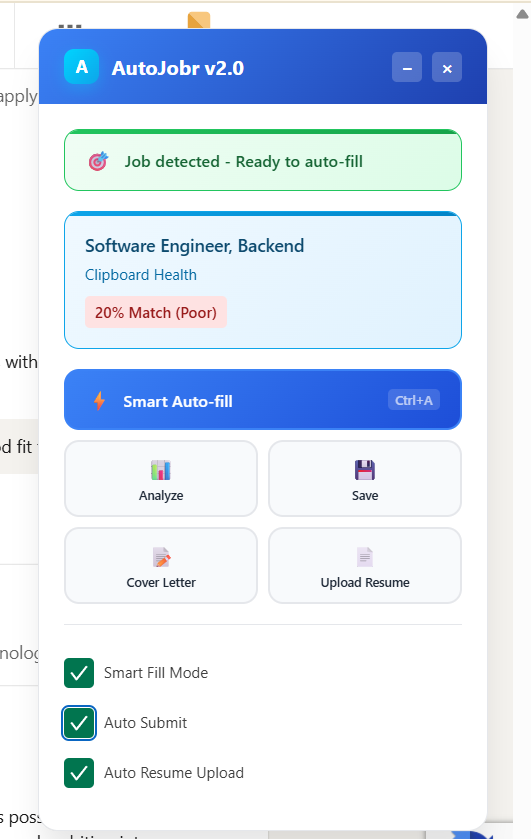 apply
A
AutoJobr v2.0
Job detected - Ready to auto-fill
Software Engineer, Backend
Clipboard Health
20% Match (Poor)
with
d fit
Smart Auto-fill
Ctrl+A
Analyze
Save
Cover Letter
Upload Resume
nolog
Smart Fill Mode
Auto Submit
Auto Resume Upload
s poss